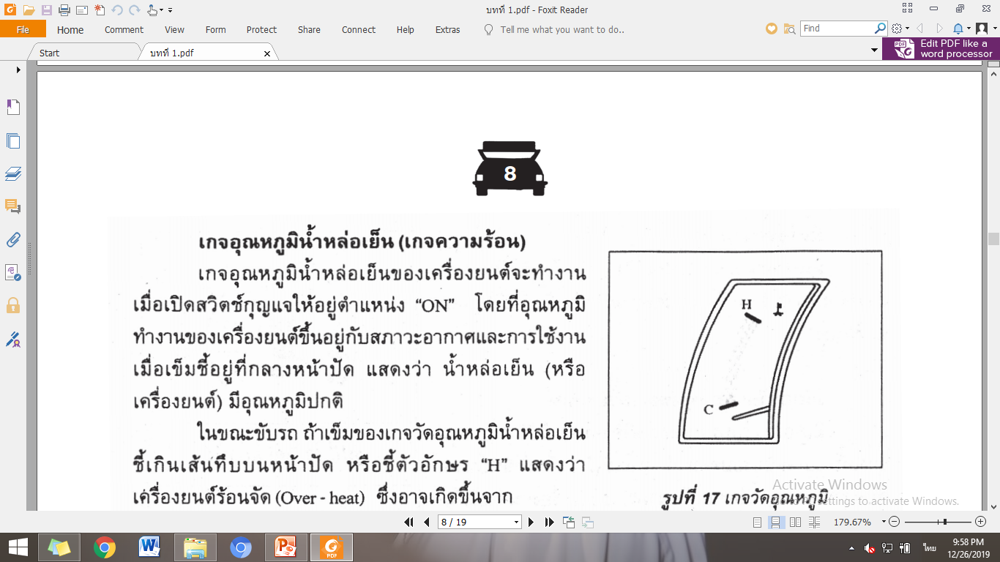 บทที่ 1.pdf - Foxit Reader
File Home Comment View Form Protect Share Connect Help Extras Tell me what you want to do.. Find
Start บทที่ 1.pdf Edit PDF like a
word processor
8
เกจอุณหภูมิน้ำหล่อเย็น (เกจความร้อน)
เกจอุณหภูมิน้ำหล่อเย็นของเครื่องยนต์จะทำงาน
เมื่อเปิดสวิตช์กุญแจให้อยู่ตำแหน่ง “ON” โดยที่อุณหภูมิ
ทำงานของเครื่องยนต์ขึ้นอยู่กับสภาวะอากาศและการใช้งาน
เมื่อเข็มชี้อยู่ที่กลางหน้าปัด แสดงว่า น้ำหล่อเย็น (หรือ
เครื่องยนต์) มีอุณหภูมิปกติ
ในขณะขับรถ ถ้าเข็มของเกจวัดอุณหภูมิน้ำหล่อเย็น
ชี้เกินเส้นทึบบนหน้าปัด หรือชี้ตัวอักษร “H” แสดงว่า
เครื่องยนต์ร้อนจัด (Over - heat) ซึ่งอาจเกิดขึ้นจาก
H
C
รูปที่ 17 เกจวัดอุณหภูมิ
Activate Windows
Go to PC settings to activate Windows.
8 / 19 179.67%
PDF ไทย 9:58 PM
12/26/2019